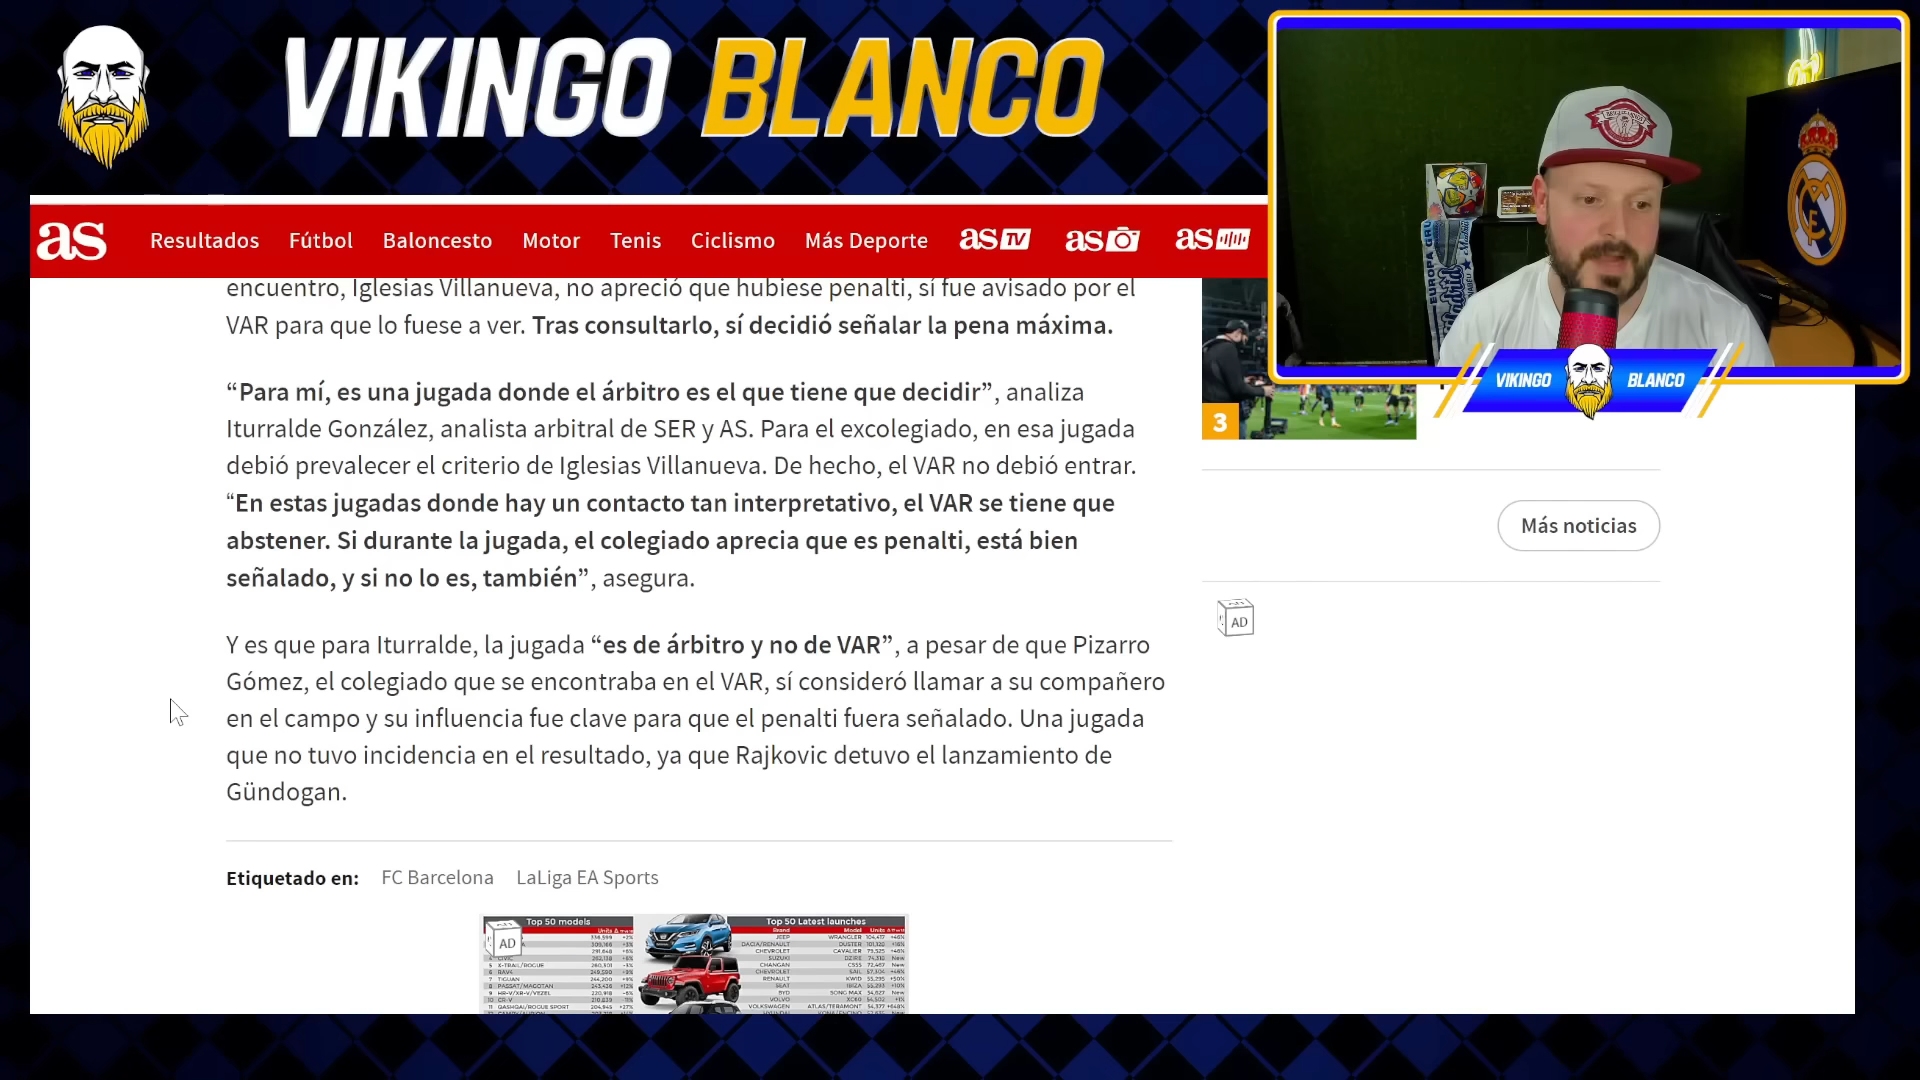 VIKINGO BLANCO
as
Resultados Fútbol Baloncesto Motor Tenis Ciclismo Más Deporte as TV as as
encuentro, Iglesias Villanueva, no apreció que hubiese penalti, sí fue avisado por el
VAR para que lo fuese a ver. Tras consultarlo, sí decidió señalar la pena máxima.
“Para mí, es una jugada donde el árbitro es el que tiene que decidir”, analiza
Iturralde González, analista arbitral de SER y AS. Para el excolegiado, en esa jugada
debió prevalecer el criterio de Iglesias Villanueva. De hecho, el VAR no debió entrar.
“En estas jugadas donde hay un contacto tan interpretativo, el VAR se tiene que
abstener. Si durante la jugada, el colegiado aprecia que es penalti, está bien
señalado, y si no lo es, también”, asegura.
Y es que para Iturralde, la jugada “es de árbitro y no de VAR”, a pesar de que Pizarro
Gómez, el colegiado que se encontraba en el VAR, sí consideró llamar a su compañero
en el campo y su influencia fue clave para que el penalti fuera señalado. Una jugada
que no tuvo incidencia en el resultado, ya que Rajkovic detuvo el lanzamiento de
Gündogan.
Etiquetado en: FC Barcelona LaLiga EA Sports
AD
Top 50 models
Top 50 Latest launches
VIKINGO BLANCO
3
Más noticias
AD